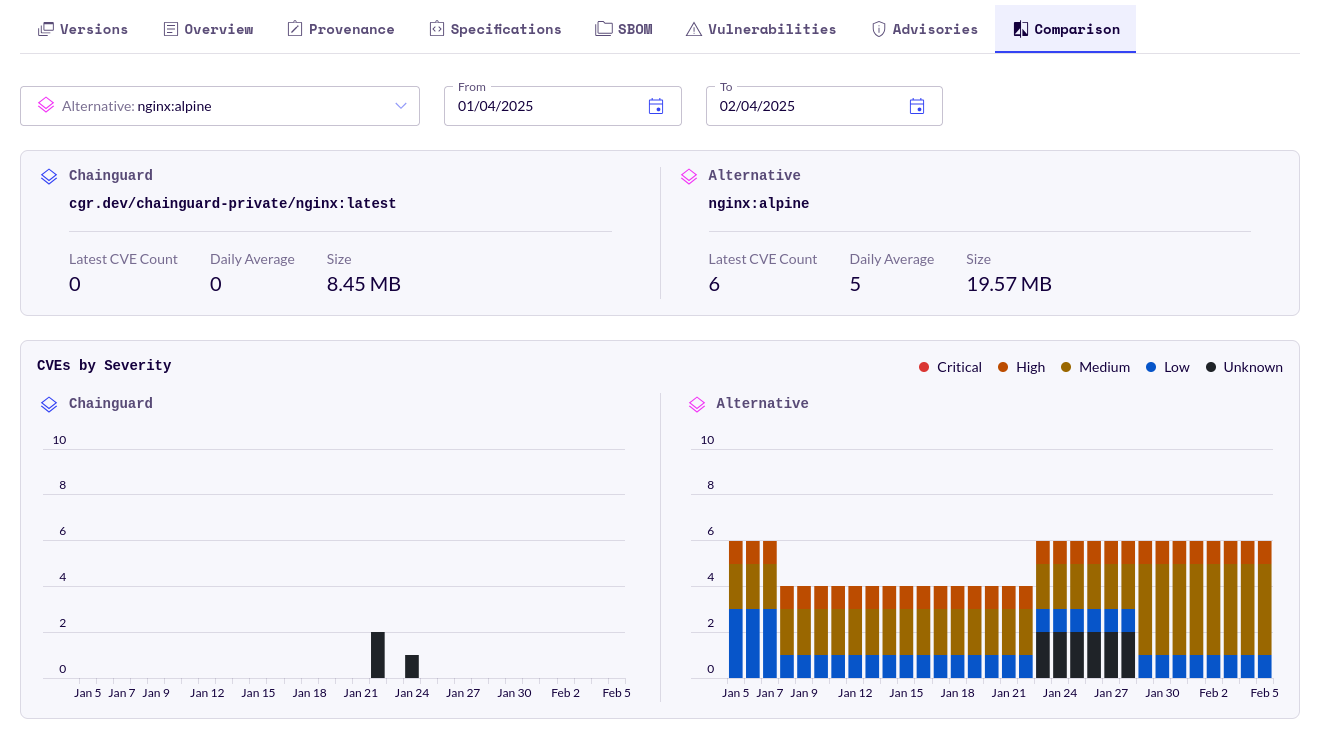 Versions Overview Provenance Specifications SBOM Vulnerabilities Advisories Comparison
From To
Alternative: nginx:alpine 01/04/2025 02/04/2025
Chainguard
cgr.dev/chainguard-private/nginx:latest
Latest CVE Count Daily Average Size
0 0 8.45 MB
Alternative
nginx:alpine
Latest CVE Count Daily Average Size
6 5 19.57 MB
CVEs by Severity
Critical High Medium Low Unknown
Chainguard
10
8
6
4
2
0
Jan 5 Jan 7 Jan 9 Jan 12 Jan 15 Jan 18 Jan 21 Jan 24 Jan 27 Jan 30 Feb 2 Feb 5
Alternative
10
8
6
4
2
0
Jan 5 Jan 7 Jan 9 Jan 12 Jan 15 Jan 18 Jan 21 Jan 24 Jan 27 Jan 30 Feb 2 Feb 5